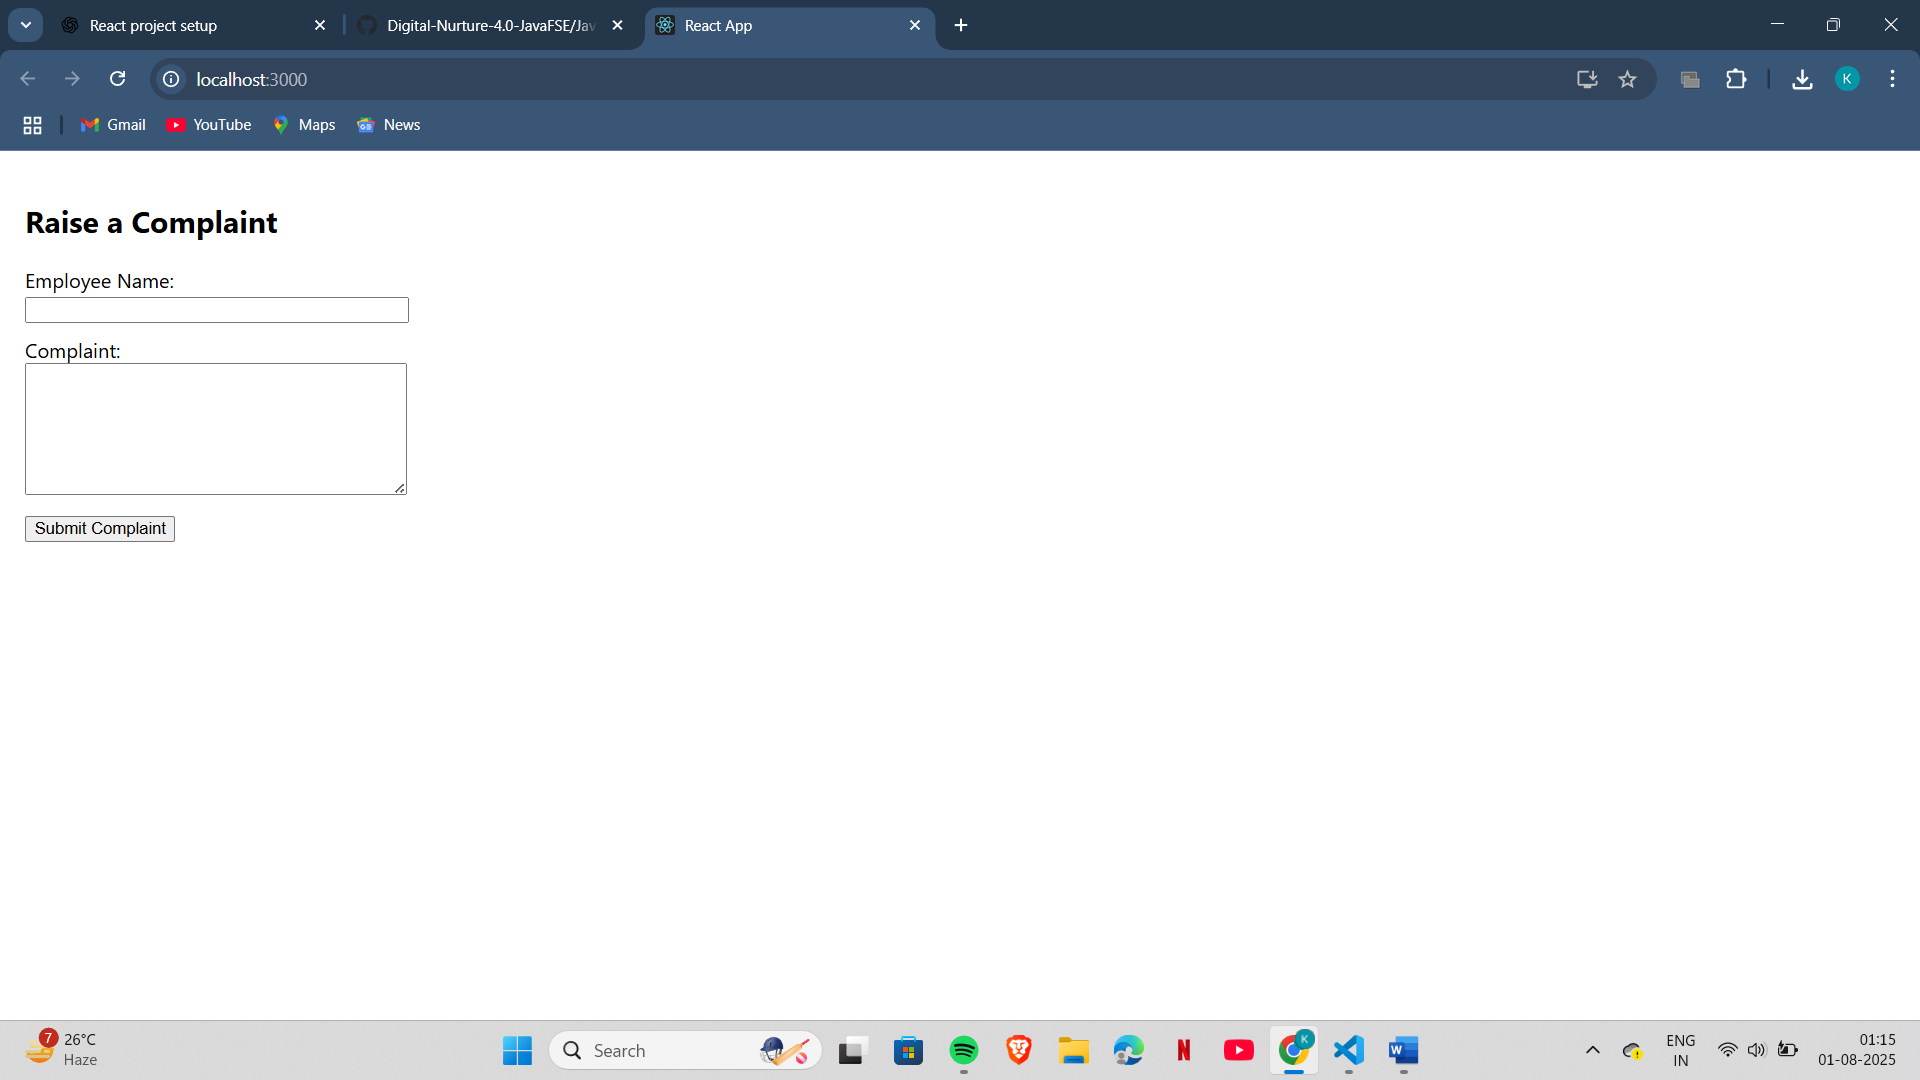 React project setup
Digital-Nurture-4.0-JavaFSE/Jav
React App
localhost:3000
K
Gmail
YouTube
Maps
News
Raise a Complaint
Employee Name:
Complaint:
Submit Complaint
7
26°C
Haze
Search
N
K
W
ENG
IN
01:15
01-08-2025